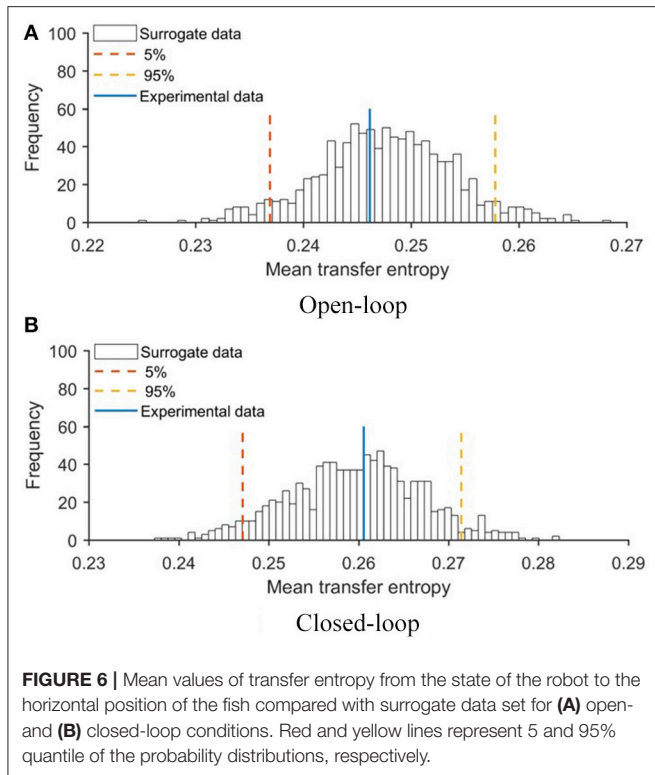 A
Surrogate data
5%
95%
Experimental data
Frequency
100
80
60
40
20
0
0.22 0.23 0.24 0.25 0.26 0.27
Mean transfer entropy
Open-loop
B
Surrogate data
5%
95%
Experimental data
Frequency
100
80
60
40
20
0
0.23 0.24 0.25 0.26 0.27 0.28 0.29
Mean transfer entropy
Closed-loop
FIGURE 6 | Mean values of transfer entropy from the state of the robot to the
horizontal position of the fish compared with surrogate data set for (A) open-
and (B) closed-loop conditions. Red and yellow lines represent 5 and 95%
quantile of the probability distributions, respectively.